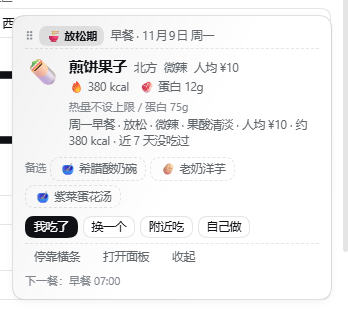 西
放松期 早餐 · 11月9日 周一
煎饼果子 北方 微辣 人均 ¥10
380 kcal 蛋白 12g
热量不设上限 / 蛋白 75g
周一早餐 · 放松 · 微辣 · 果酸清淡 · 人均 ¥10 · 约
380 kcal · 近 7 天没吃过
备选 希腊酸奶碗 老奶洋芋
紫菜蛋花汤
我吃了 换一个 附近吃 自己做
停靠横条 打开面板 收起
下一餐：早餐 07:00